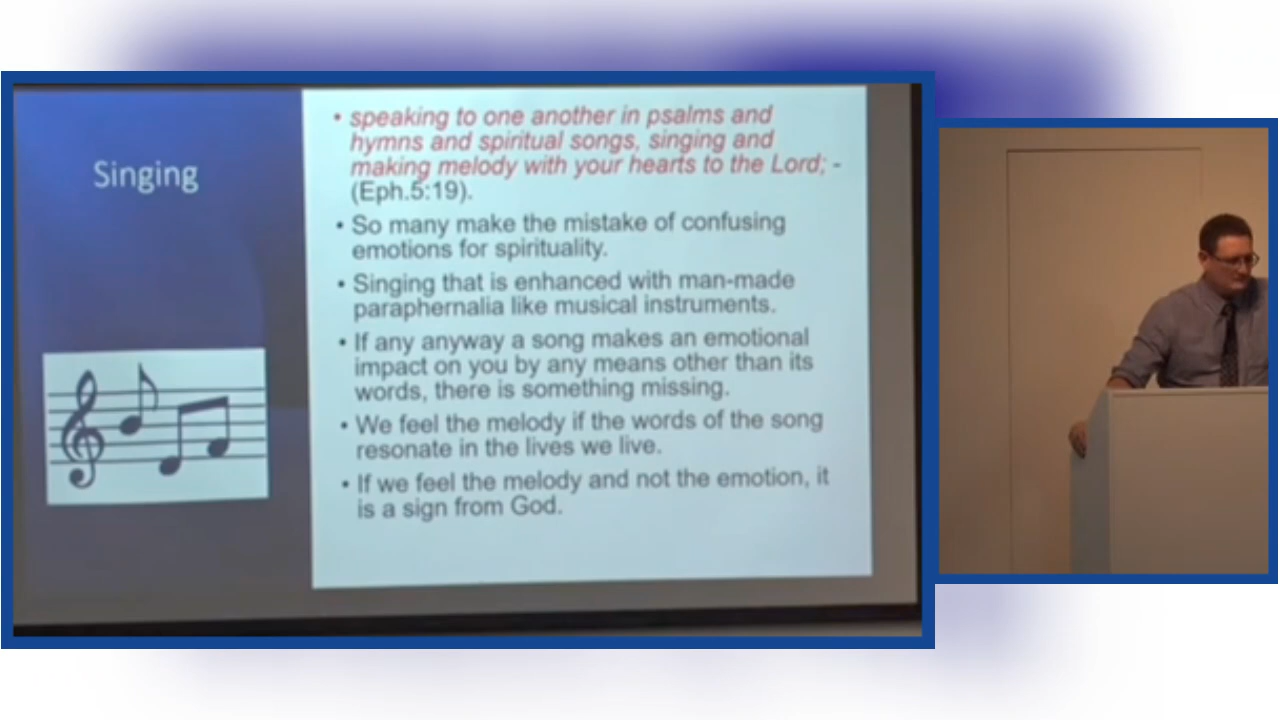 Singing
• speaking to one another in psalms and
hymns and spiritual songs, singing and
making melody with your hearts to the Lord; -
(Eph.5:19).
• So many make the mistake of confusing
emotions for spirituality.
• Singing that is enhanced with man-made
paraphernalia like musical instruments.
• If any anyway a song makes an emotional
impact on you by any means other than its
words, there is something missing.
• We feel the melody if the words of the song
resonate in the lives we live.
• If we feel the melody and not the emotion, it
is a sign from God.